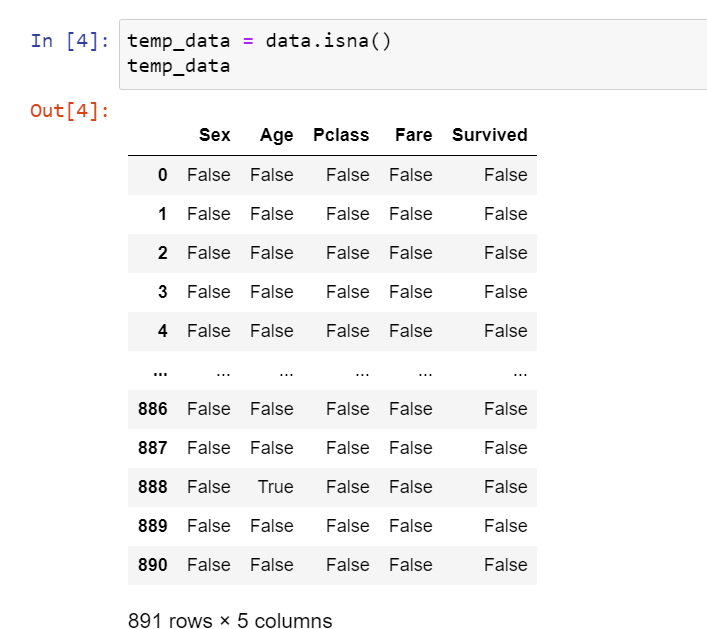 In [4]: temp_data = data.isna()
temp_data
Out[4]:
Sex Age Pclass Fare Survived
0 False False False False False
1 False False False False False
2 False False False False False
3 False False False False False
4 False False False False False
... ... ... ... ... ...
886 False False False False False
887 False False False False False
888 False True False False False
889 False False False False False
890 False False False False False
891 rows × 5 columns